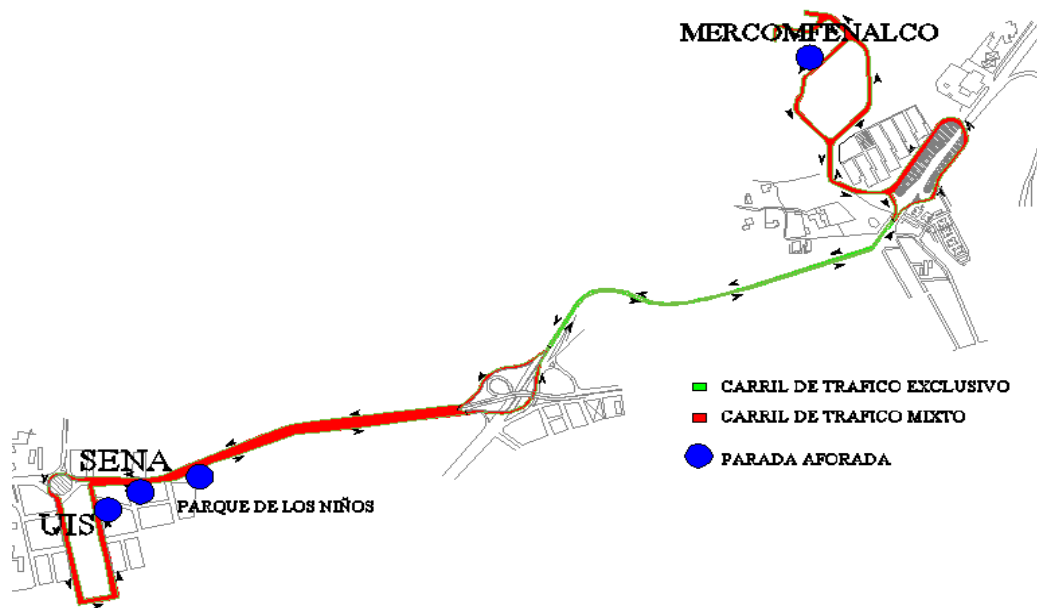 MERCOMFENALCO
CARRIL DE TRAFICO EXCLUSIVO
CARRIL DE TRAFICO MIXTO
PARADA AFORADA
SENA
PARQUE DE LOS NIÑOS
UIS